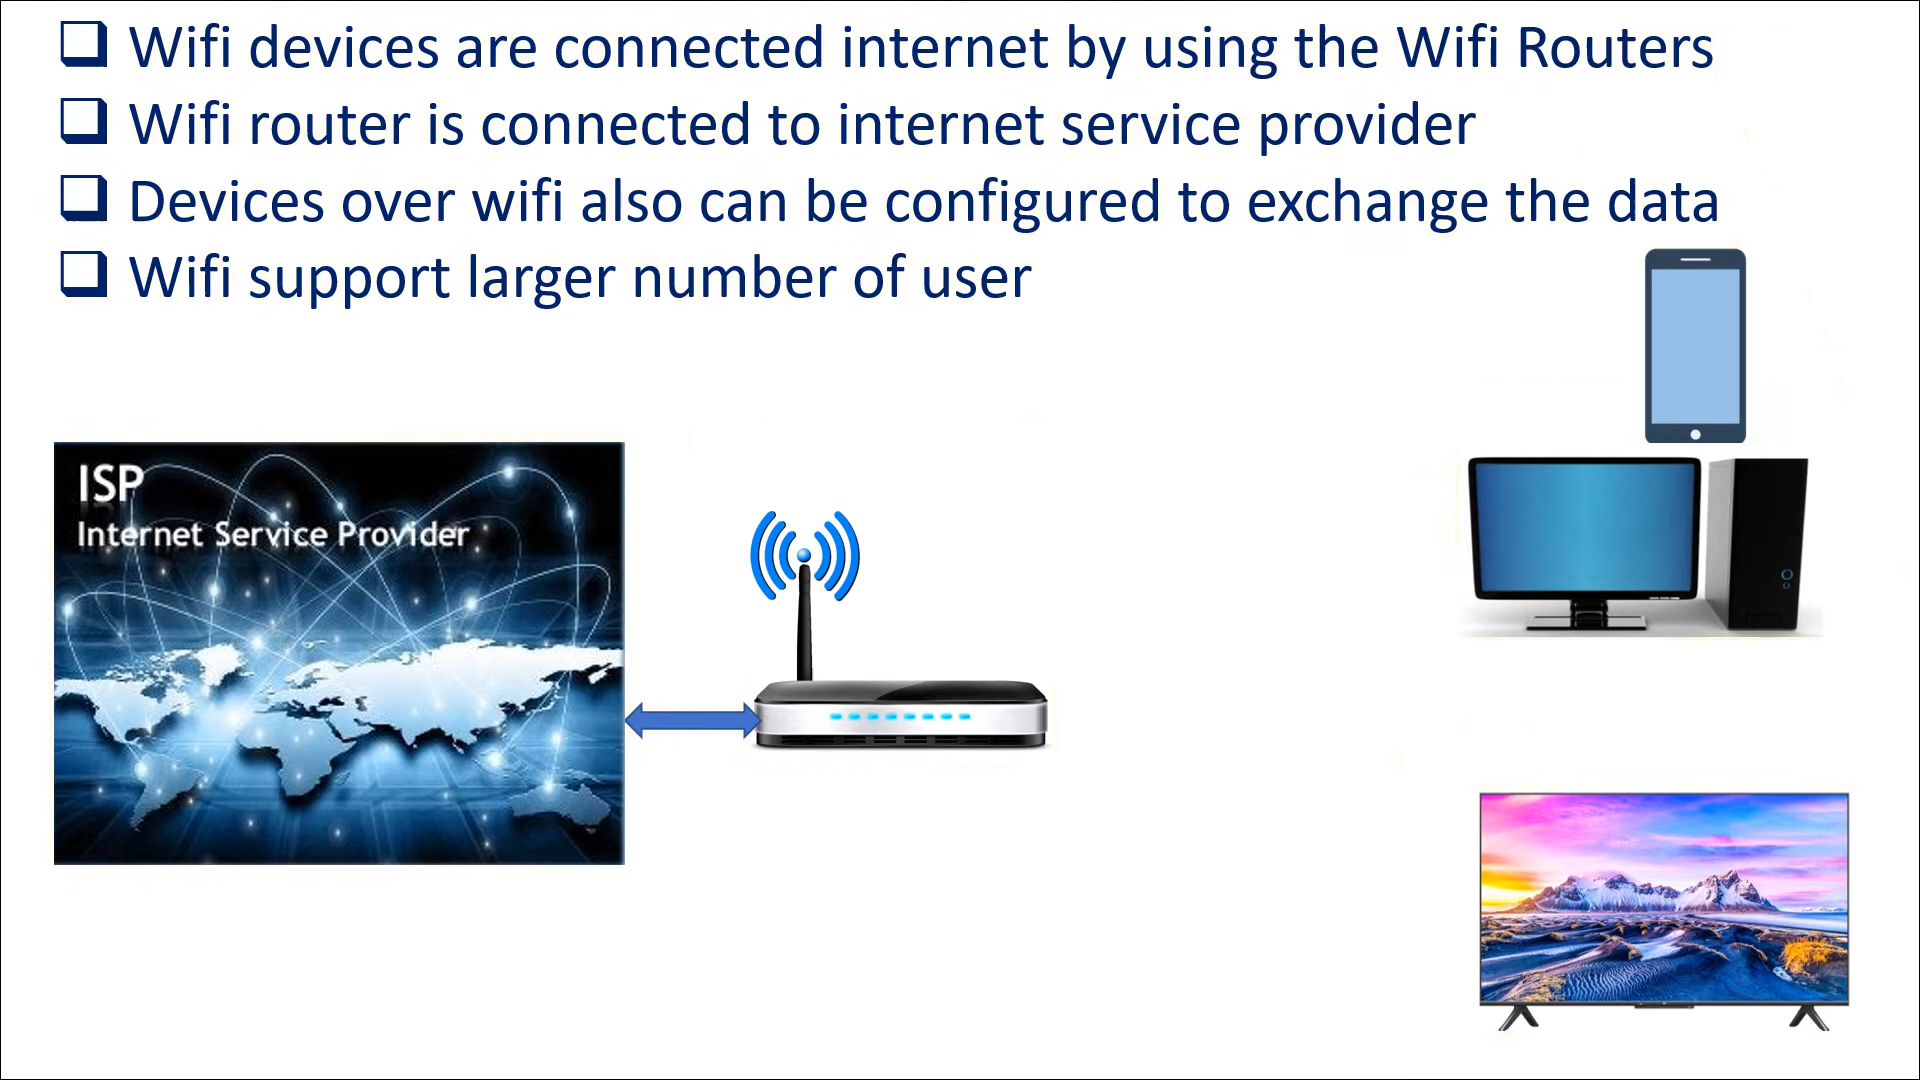 Wifi devices are connected internet by using the Wifi Routers
Wifi router is connected to internet service provider
Devices over wifi also can be configured to exchange the data
Wifi support larger number of user
ISP
Internet Service Provider